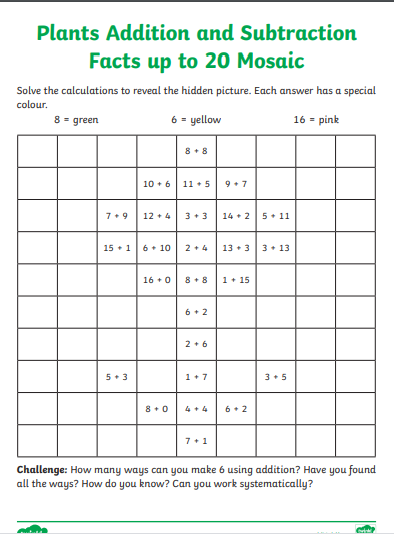 Plants Addition and Subtraction
Facts up to 20 Mosaic
Solve the calculations to reveal the hidden picture. Each answer has a special
colour.
8 = green 6 = yellow 16 = pink
8 + 8
10 + 6 11 + 5 9 + 7
7 + 9 12 + 4 3 + 3 14 + 2 5 + 11
15 + 1 6 + 10 2 + 4 13 + 3 3 + 13
16 + 0 8 + 8 1 + 15
6 + 2
2 + 6
5 + 3 1 + 7 3 + 5
8 + 0 4 + 4 6 + 2
7 + 1
Challenge: How many ways can you make 6 using addition? Have you found
all the ways? How do you know? Can you work systematically?